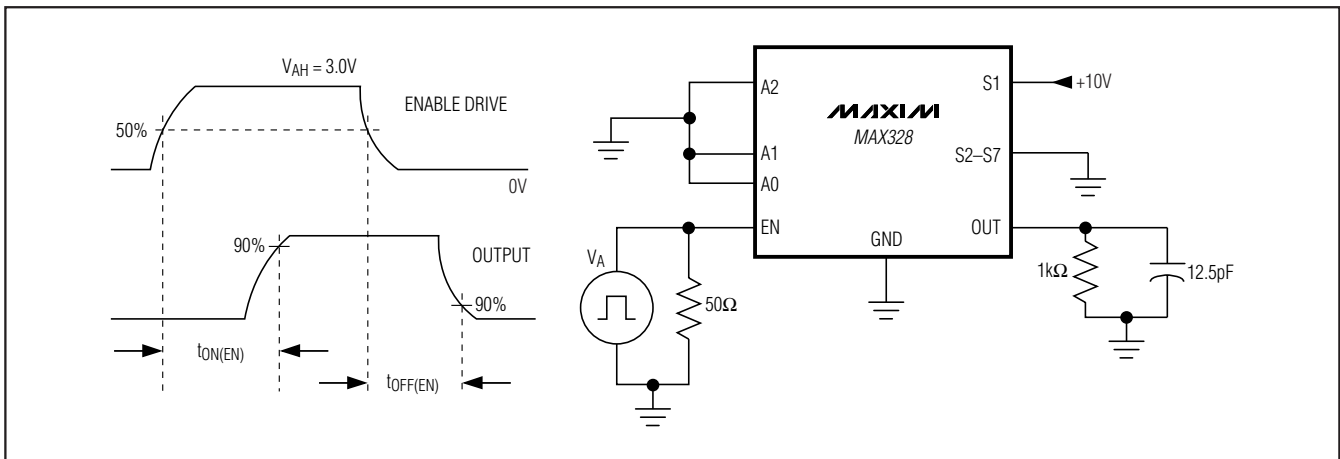 V_AH = 3.0V
ENABLE DRIVE
50%
0V
90%
OUTPUT
90%
t_ON(EN)
t_OFF(EN)
V_A
50Ω
A2
A1
A0
EN
MAXIM
MAX328
GND
S1
S2–S7
OUT
+10V
1kΩ
12.5pF